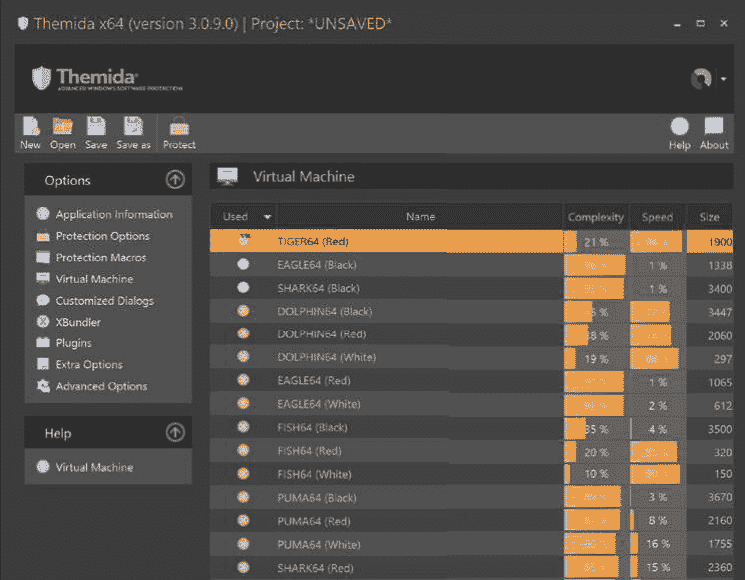 Themida x64 (version 3.0.9.0) | Project: *UNSAVED*
Themida
ADVANCED WINDOWS SOFTWARE PROTECTION
New Open Save Save as Protect Help About
Options
Application Information
Protection Options
Protection Macros
Virtual Machine
Customized Dialogs
XBundler
Plugins
Extra Options
Advanced Options
Help
Virtual Machine
Virtual Machine
Used Name Complexity Speed Size
TIGER64 (Red) 21 % 1900
EAGLE64 (Black) 1 % 1338
SHARK64 (Black) 1 % 3400
DOLPHIN64 (Black) 3447
DOLPHIN64 (Red) 2060
DOLPHIN64 (White) 19 % 297
EAGLE64 (Red) 1 % 1065
EAGLE64 (White) 2 % 612
FISH64 (Black) 35 % 4 % 3500
FISH64 (Red) 20 % 320
FISH64 (White) 10 % 150
PUMA64 (Black) 3 % 3670
PUMA64 (Red) 8 % 2160
PUMA64 (White) 16 % 1755
SHARK64 (Red) 15 % 2360